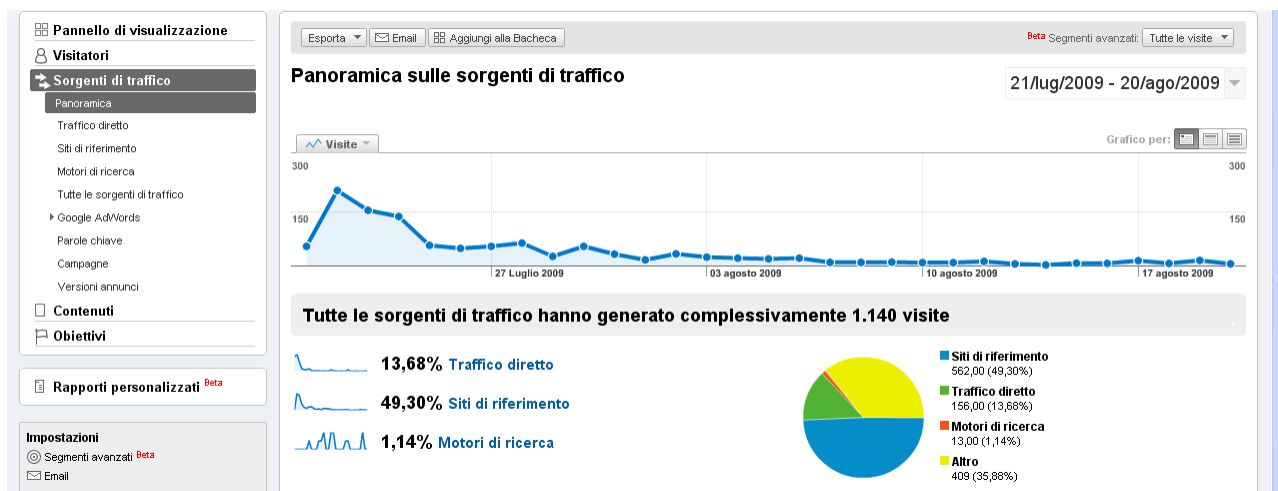 Pannello di visualizzazione
Visitatori
Sorgenti di traffico
Panoramica
Traffico diretto
Siti di riferimento
Motori di ricerca
Tutte le sorgenti di traffico
Google AdWords
Parole chiave
Campagne
Versioni annunci
Contenuti
Obiettivi
Rapporti personalizzati Beta
Impostazioni
Segmenti avanzati Beta
Email
Esporta Email Aggiungi alla Bacheca
Beta Segmenti avanzati: Tutte le visite
Panoramica sulle sorgenti di traffico
21/lug/2009 - 20/ago/2009
Visite
Grafico per:
300 300
150 150
27 Luglio 2009 03 agosto 2009 10 agosto 2009 17 agosto 2009
Tutte le sorgenti di traffico hanno generato complessivamente 1.140 visite
13,68% Traffico diretto
49,30% Siti di riferimento
1,14% Motori di ricerca
Siti di riferimento
562,00 (49,30%)
Traffico diretto
156,00 (13,68%)
Motori di ricerca
13,00 (1,14%)
Altro
409 (35,88%)